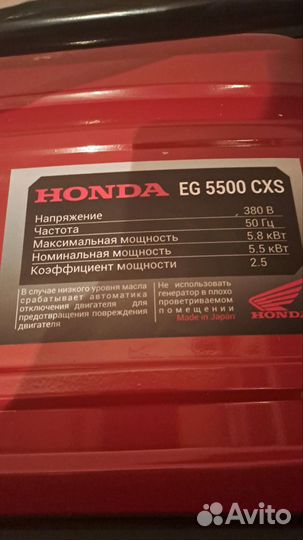 HONDA EG 5500 CXS
Напряжение 380 В
Частота 50 Гц
Максимальная мощность 5.8 кВт
Номинальная мощность 5.5 кВт
Коэффициент мощности 2.5
В случае низкого уровня масла
срабатывает автоматика
отключения двигателя для
предотвращения повреждения
двигателя
Не использовать
генератор в плохо
проветриваемом
помещении
Made in Japan
HONDA
Avito